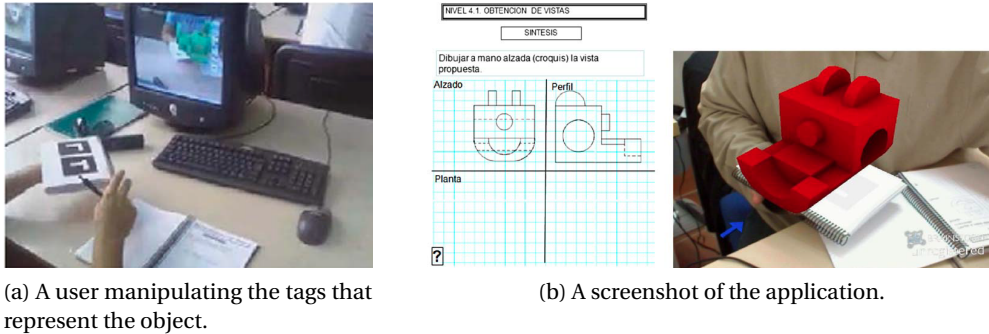 NIVEL 4.1. OBTENCION DE VISTAS
SINTESIS
Dibujar a mano alzada (croquis) la vista
propuesta.
Alzado
Perfil
Planta
?
(a) A user manipulating the tags that
represent the object.
(b) A screenshot of the application.